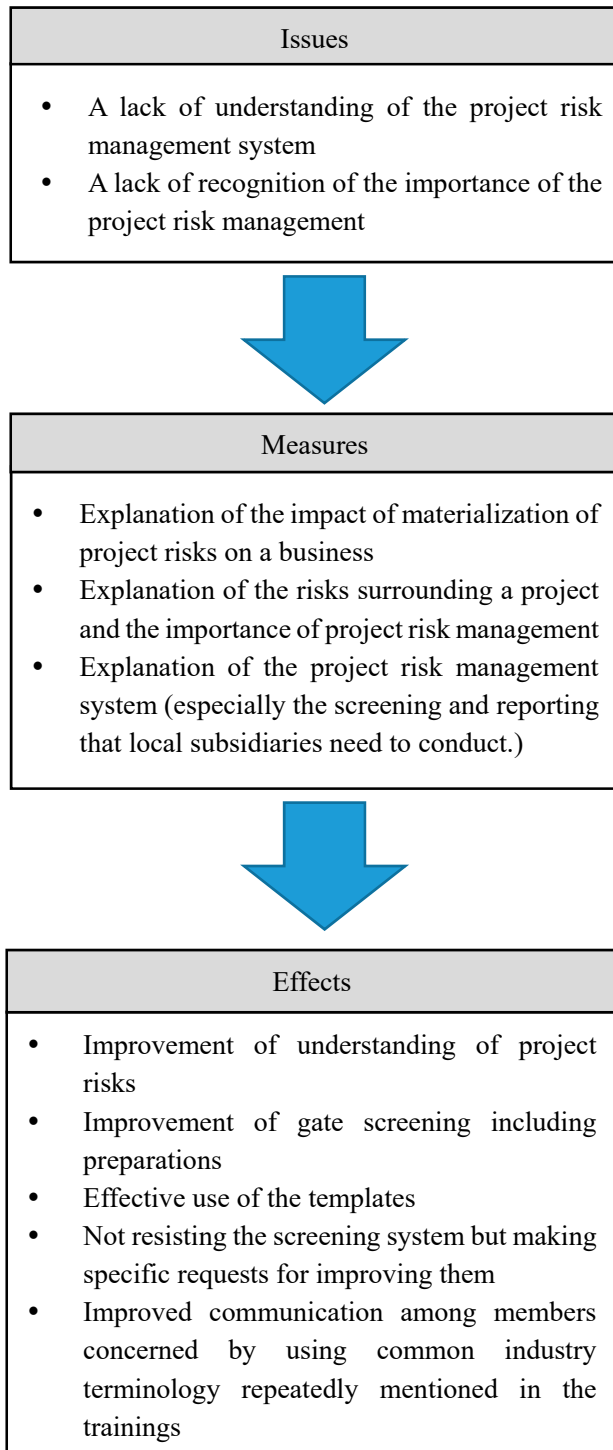 Issues
• A lack of understanding of the project risk
management system
• A lack of recognition of the importance of the
project risk management
Measures
• Explanation of the impact of materialization of
project risks on a business
• Explanation of the risks surrounding a project
and the importance of project risk management
• Explanation of the project risk management
system (especially the screening and reporting
that local subsidiaries need to conduct.)
Effects
• Improvement of understanding of project
risks
• Improvement of gate screening including
preparations
• Effective use of the templates
• Not resisting the screening system but making
specific requests for improving them
• Improved communication among members
concerned by using common industry
terminology repeatedly mentioned in the
trainings